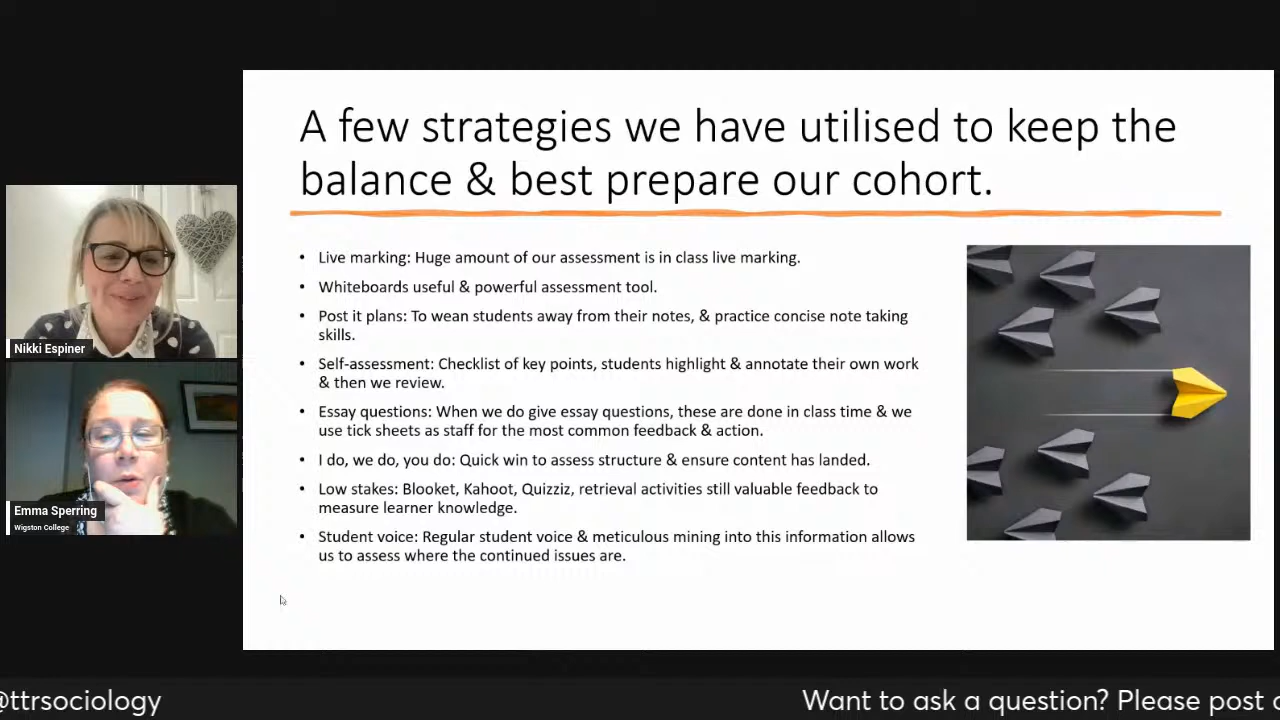 A few strategies we have utilised to keep the
balance & best prepare our cohort.
• Live marking: Huge amount of our assessment is in class live marking.
• Whiteboards useful & powerful assessment tool.
• Post it plans: To wean students away from their notes, & practice concise note taking
skills.
• Self-assessment: Checklist of key points, students highlight & annotate their own work
& then we review.
• Essay questions: When we do give essay questions, these are done in class time & we
use tick sheets as staff for the most common feedback & action.
• I do, we do, you do: Quick win to assess structure & ensure content has landed.
• Low stakes: Blooket, Kahoot, Quizziz, retrieval activities still valuable feedback to
measure learner knowledge.
• Student voice: Regular student voice & meticulous mining into this information allows
us to assess where the continued issues are.
Nikki Espiner
Emma Sperring
Wigston College
@ttrsociology
Want to ask a question? Please post